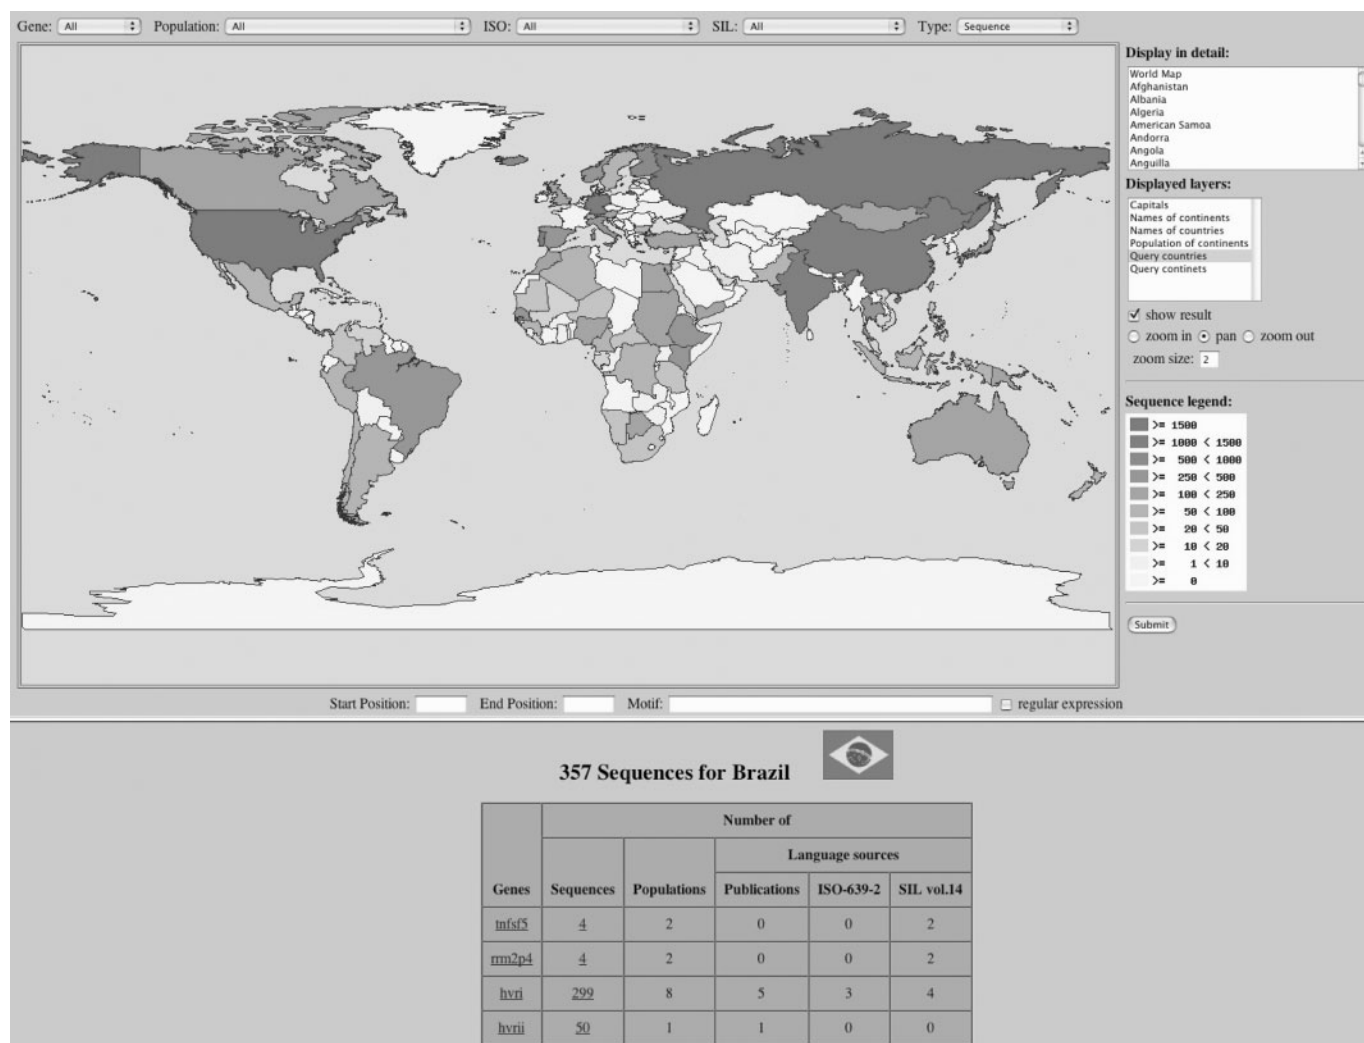 Gene: All Population: All ISO: All SIL: All Type: Sequence
Display in detail:
World Map
Afghanistan
Albania
Algeria
American Samoa
Andorra
Angola
Anguilla
Displayed layers:
Capitals
Names of continents
Names of countries
Population of continents
Query countries
Query continets
show result
zoom in pan zoom out
zoom size: 2
Sequence legend:
>= 1500
>= 1000 < 1500
>= 500 < 1000
>= 250 < 500
>= 100 < 250
>= 50 < 100
>= 20 < 50
>= 10 < 20
>= 1 < 10
>= 0
Submit
Start Position: End Position: Motif: regular expression
357 Sequences for Brazil
Number of
Language sources
Genes Sequences Populations Publications ISO-639-2 SIL vol.14
tnfsf5 4 2 0 0 2
rrm2p4 4 2 0 0 2
hvri 299 8 5 3 4
hvrii 50 1 1 0 0